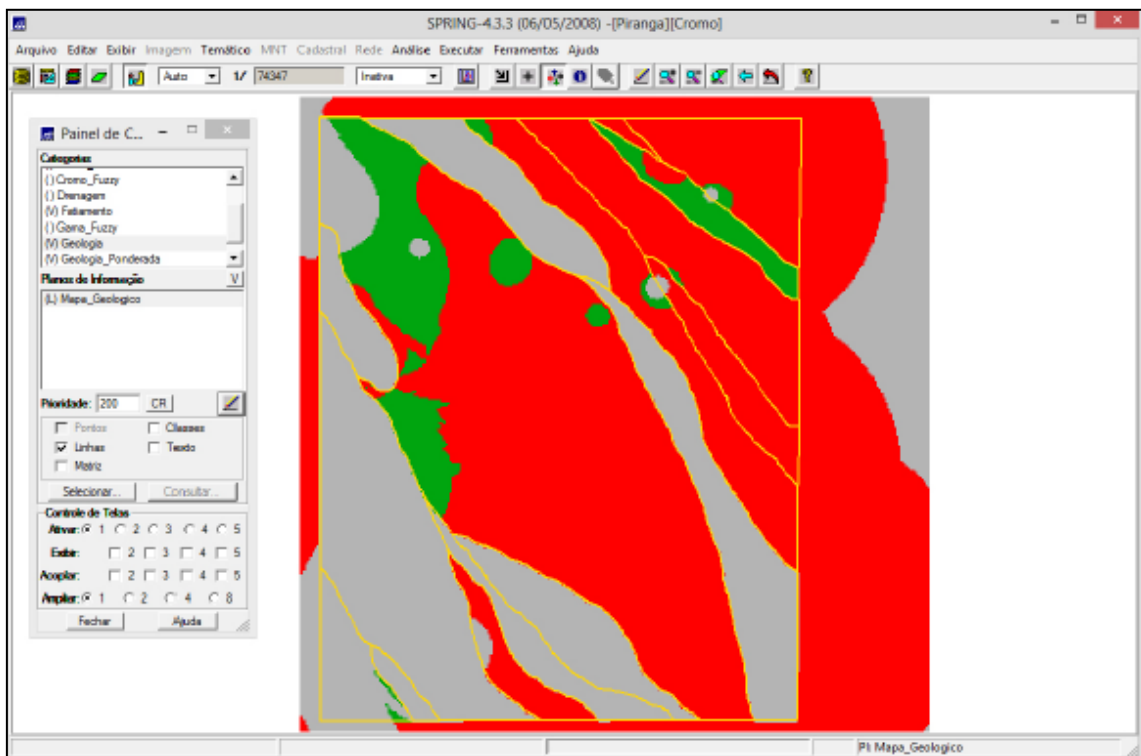 SPRING-4.3.3 (06/05/2008) -[Piranga][Cromo]
Arquivo Editar Exibir Imagem Temático MNT Cadastral Rede Análise Executar Ferramentas Ajuda
Auto 1/ 74347 Inativa
Painel de C...
Categorias
( ) Cromo_Fuzzy
( ) Drenagem
(V) Fatiamento
( ) Gama_Fuzzy
(V) Geologia
(V) Geologia_Ponderada
Planos de Informação V
(L) Mapa_Geologico
Prioridade: 200 CR
Pontos Classes
Linhas Texto
Matriz
Selecionar... Consultar...
Controle de Telas
Ativar: 1 2 3 4 5
Exibir: 2 3 4 5
Acoplar: 2 3 4 5
Ampliar: 1 2 4 8
Fechar Ajuda
PI: Mapa_Geologico